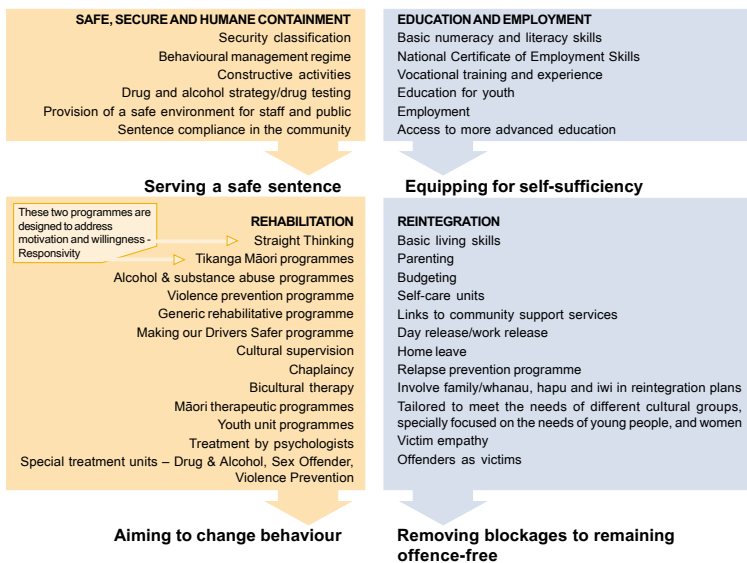 SAFE, SECURE AND HUMANE CONTAINMENT
Security classification
Behavioural management regime
Constructive activities
Drug and alcohol strategy/drug testing
Provision of a safe environment for staff and public
Sentence compliance in the community
Serving a safe sentence
EDUCATION AND EMPLOYMENT
Basic numeracy and literacy skills
National Certificate of Employment Skills
Vocational training and experience
Education for youth
Employment
Access to more advanced education
Equipping for self-sufficiency
These two programmes are
designed to address
motivation and willingness -
Responsivity
REHABILITATION
Straight Thinking
Tikanga Māori programmes
Alcohol & substance abuse programmes
Violence prevention programme
Generic rehabilitative programme
Making our Drivers Safer programme
Cultural supervision
Chaplaincy
Bicultural therapy
Māori therapeutic programmes
Youth unit programmes
Treatment by psychologists
Special treatment units – Drug & Alcohol, Sex Offender,
Violence Prevention
Aiming to change behaviour
REINTEGRATION
Basic living skills
Parenting
Budgeting
Self-care units
Links to community support services
Day release/work release
Home leave
Relapse prevention programme
Involve family/whanau, hapu and iwi in reintegration plans
Tailored to meet the needs of different cultural groups,
specially focused on the needs of young people, and women
Victim empathy
Offenders as victims
Removing blockages to remaining
offence-free